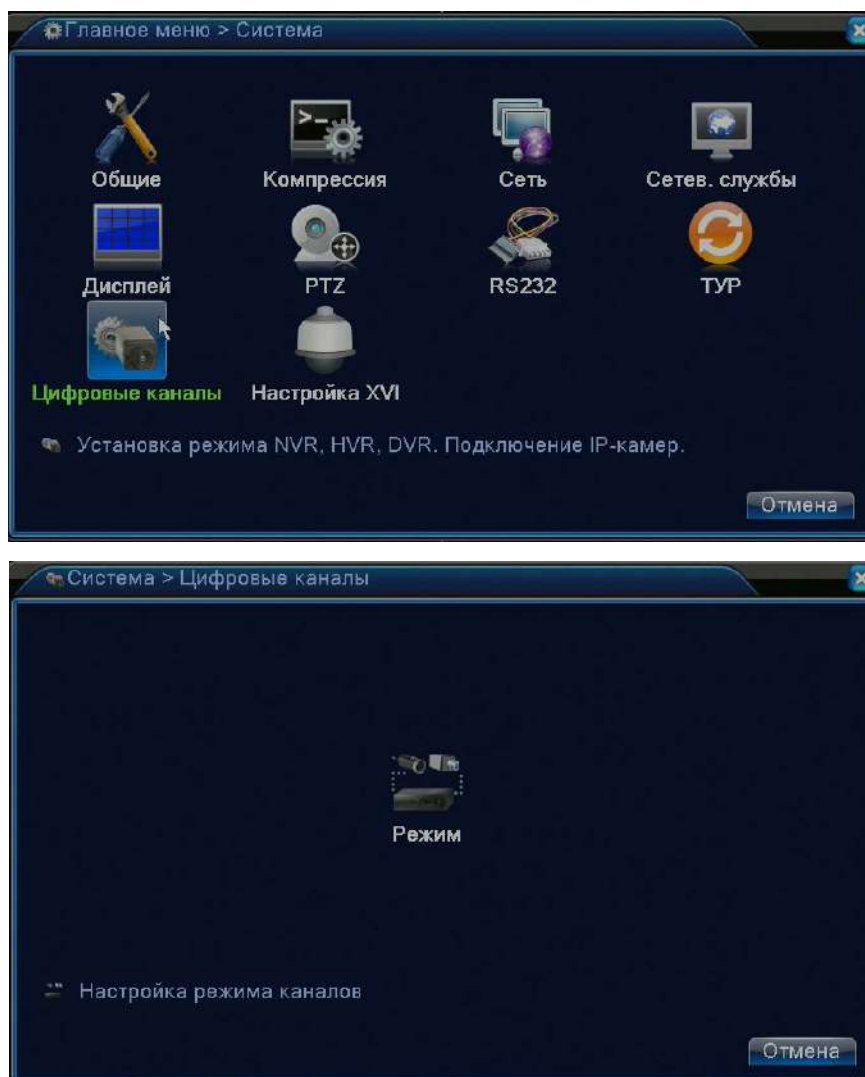 Главное меню > Система
Общие Компрессия Сеть Сетев. службы
Дисплей PTZ RS232 ТУР
Цифровые каналы Настройка XVI
Установка режима NVR, HVR, DVR. Подключение IP-камер.
Отмена
Система > Цифровые каналы
Режим
Настройка режима каналов
Отмена